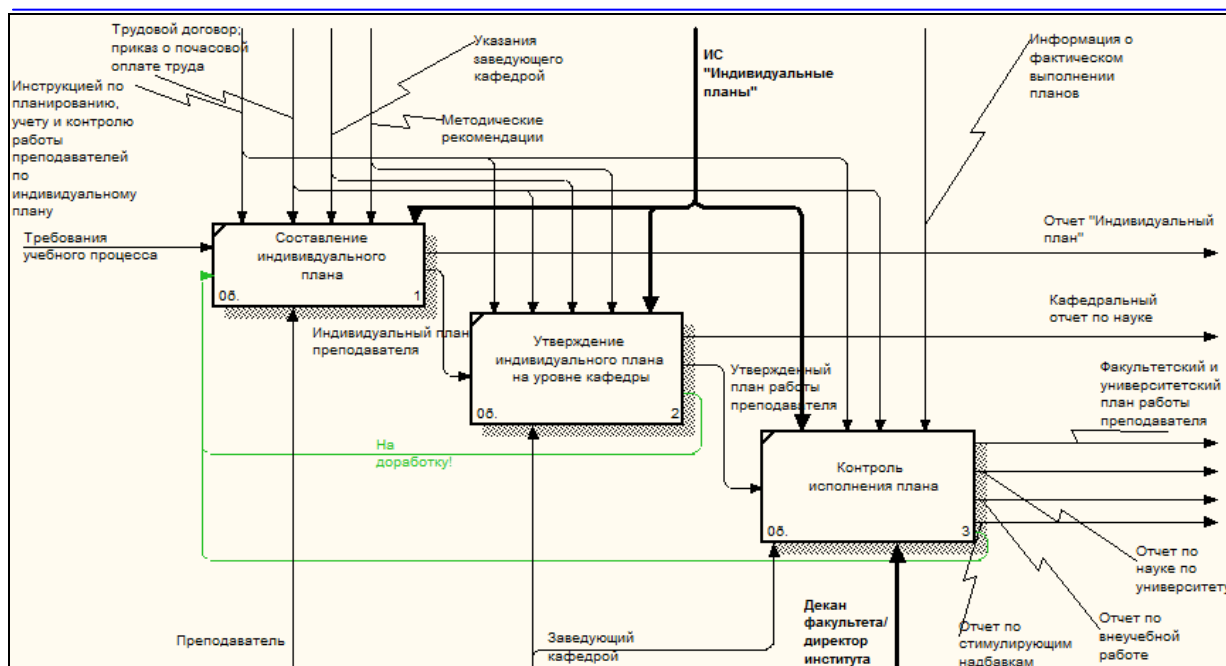 Трудовой договор,
приказ о почасовой
оплате труда
Инструкцией по
планированию,
учету и контролю
работы
преподавателей
по
индивидуальному
плану
Указания
заведующего
кафедрой
Методические
рекомендации
ИС
"Индивидуальные
планы"
Информация о
фактическом
выполнении
планов
Требования
учебного процесса
Составление
индививдуального
плана
0б.
1
Отчет "Индивидуальный
план"
Индивидуальный план
преподавателя
Утверждение
индивидуального плана
на уровне кафедры
0б.
2
Кафедральный
отчет по науке
Утвержденный
план работы
преподавателя
Факультетский и
университетский
план работы
преподавателя
На
доработку!
Контроль
исполнения плана
0б.
3
Отчет по
науке по
университету
Отчет по
внеучебной
работе
Отчет по
стимулирующим
надбавкам
Преподаватель
Заведующий
кафедрой
Декан
факультета/
директор
института